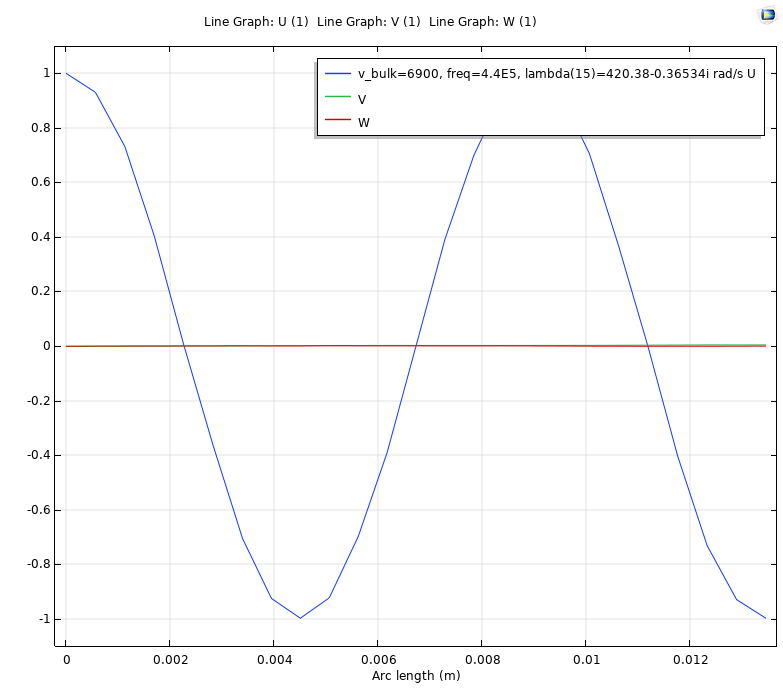 Line Graph: U (1)  Line Graph: V (1)  Line Graph: W (1)
v_bulk=6900, freq=4.4E5, lambda(15)=420.38-0.36534i rad/s U
V
W
1
0.8
0.6
0.4
0.2
0
-0.2
-0.4
-0.6
-0.8
-1
0 0.002 0.004 0.006 0.008 0.01 0.012
Arc length (m)